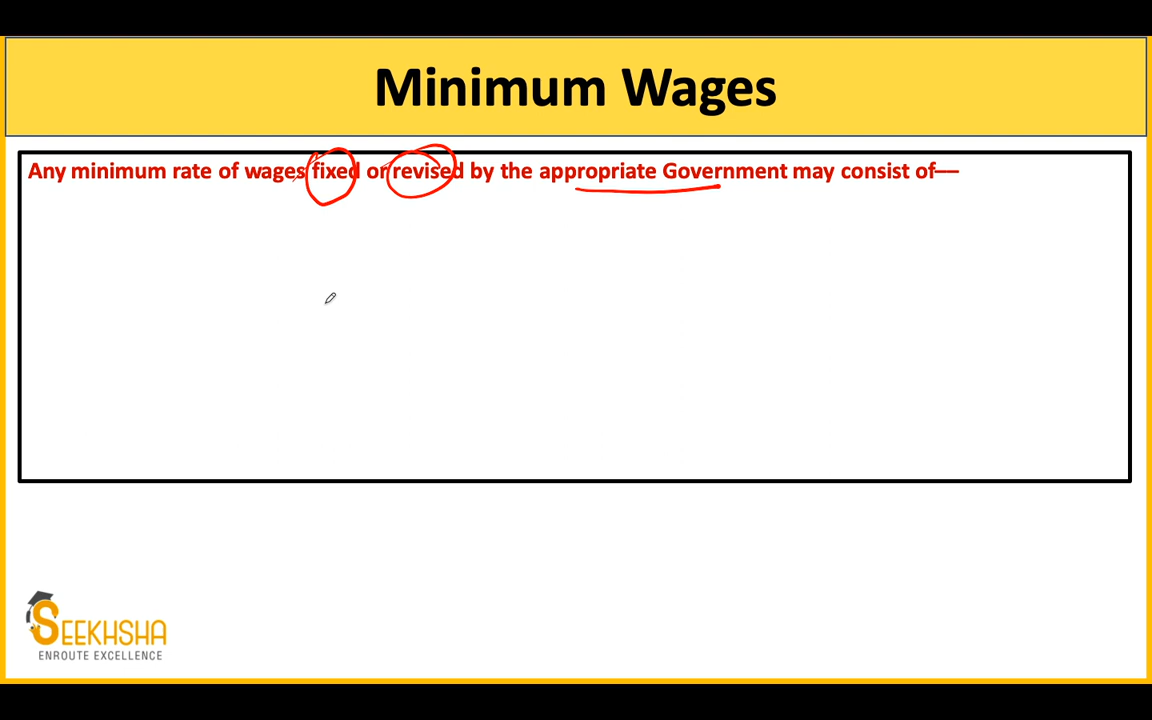 Minimum Wages
Any minimum rate of wages fixed or revised by the appropriate Government may consist of––
SEEKHSHA
ENROUTE EXCELLENCE